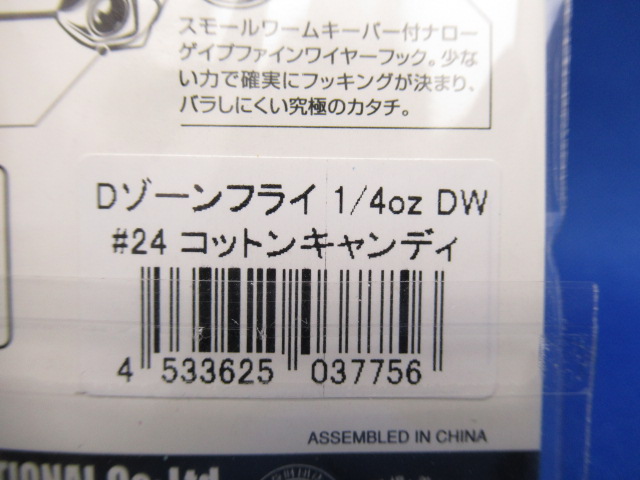 スモールワームキーパー付ナロー
ゲイプファインワイヤーフック。少な
い力で確実にフッキングが決まり、
バラしにくい究極のカタチ。
Dゾーンフライ 1/4oz DW
#24 コットンキャンディ
4 533625 037756
ASSEMBLED IN CHINA
Co.,Ltd